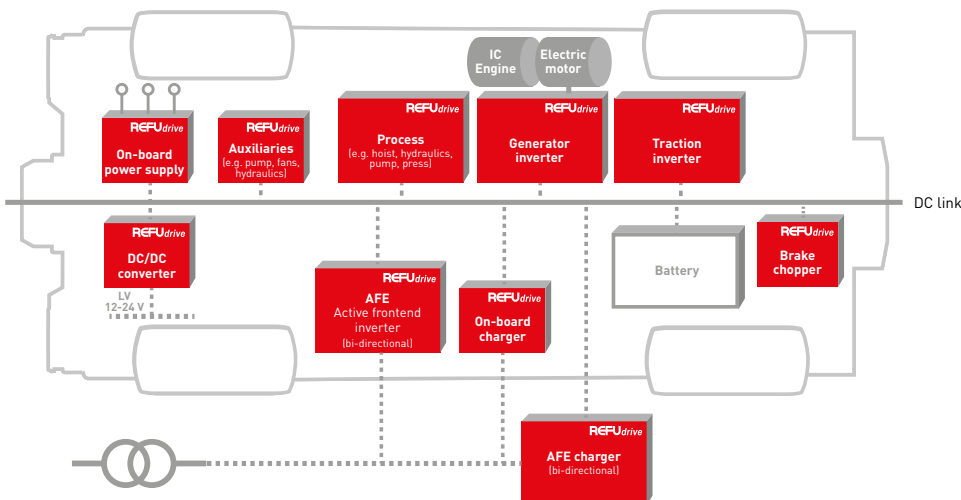 IC
Engine
Electric
motor
REFUdrive
On-board
power supply
REFUdrive
Auxiliaries
(e.g. pump, fans,
hydraulics)
REFUdrive
Process
(e.g. hoist, hydraulics,
pump, press)
REFUdrive
Generator
inverter
REFUdrive
Traction
inverter
DC link
REFUdrive
DC/DC
converter
LV
12-24 V
REFUdrive
AFE
Active frontend
inverter
(bi-directional)
REFUdrive
On-board
charger
Battery
REFUdrive
Brake
chopper
REFUdrive
AFE charger
(bi-directional)